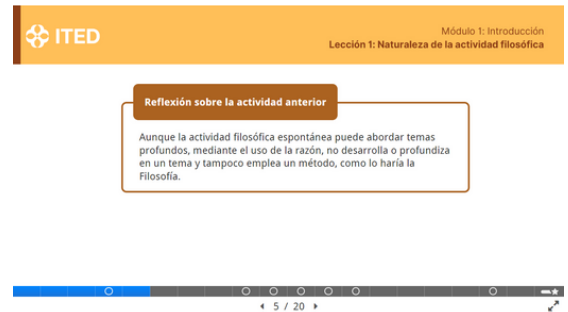 ITED
Módulo 1: Introducción
Lección 1: Naturaleza de la actividad filosófica
Reflexión sobre la actividad anterior
Aunque la actividad filosófica espontánea puede abordar temas
profundos, mediante el uso de la razón, no desarrolla o profundiza
en un tema y tampoco emplea un método, como lo haría la
Filosofía.
5 / 20